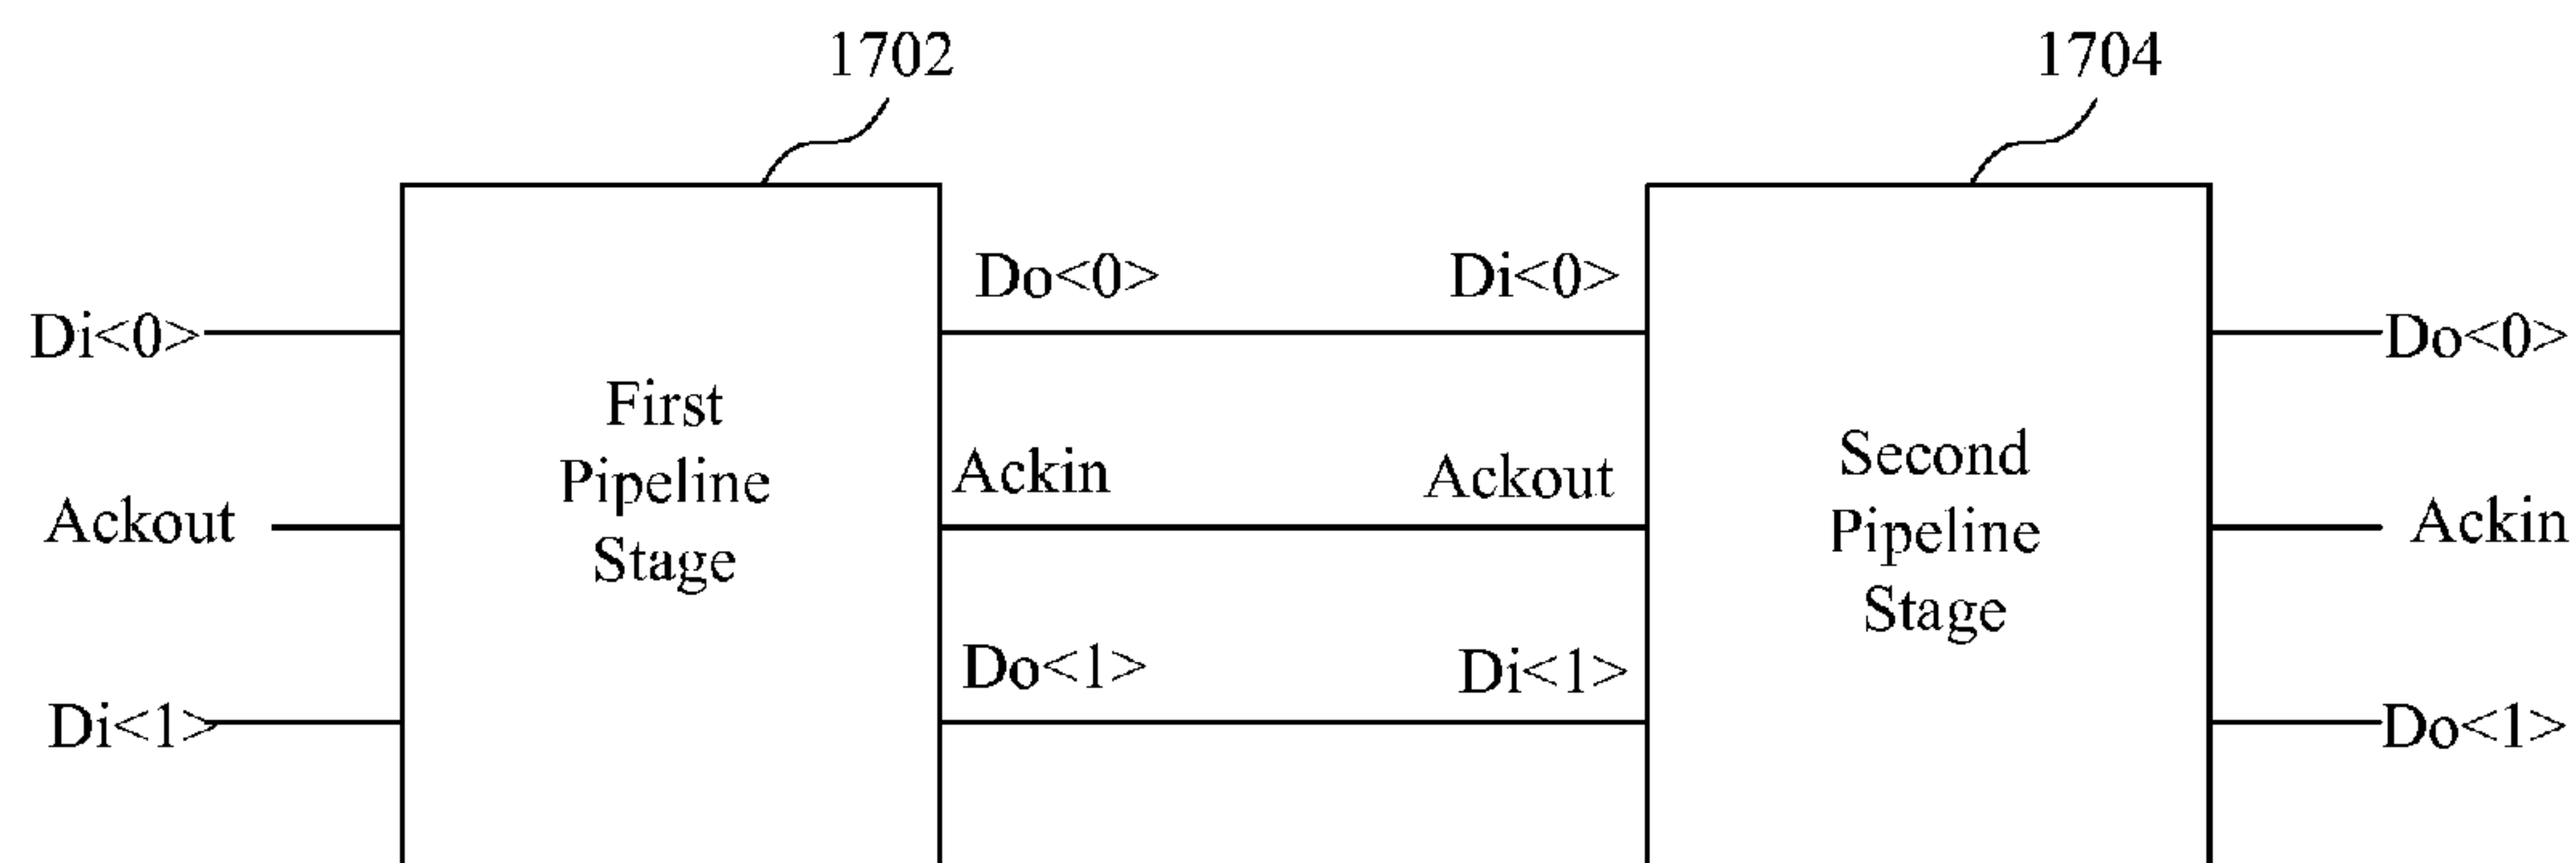 1702
1704
Do<0>
Di<0>
Di<0>
Do<0>
First
Pipeline
Stage
Second
Pipeline
Stage
Ackin
Ackout
Ackout
Ackin
Do<1>
Di<1>
Di<1>
Do<1>